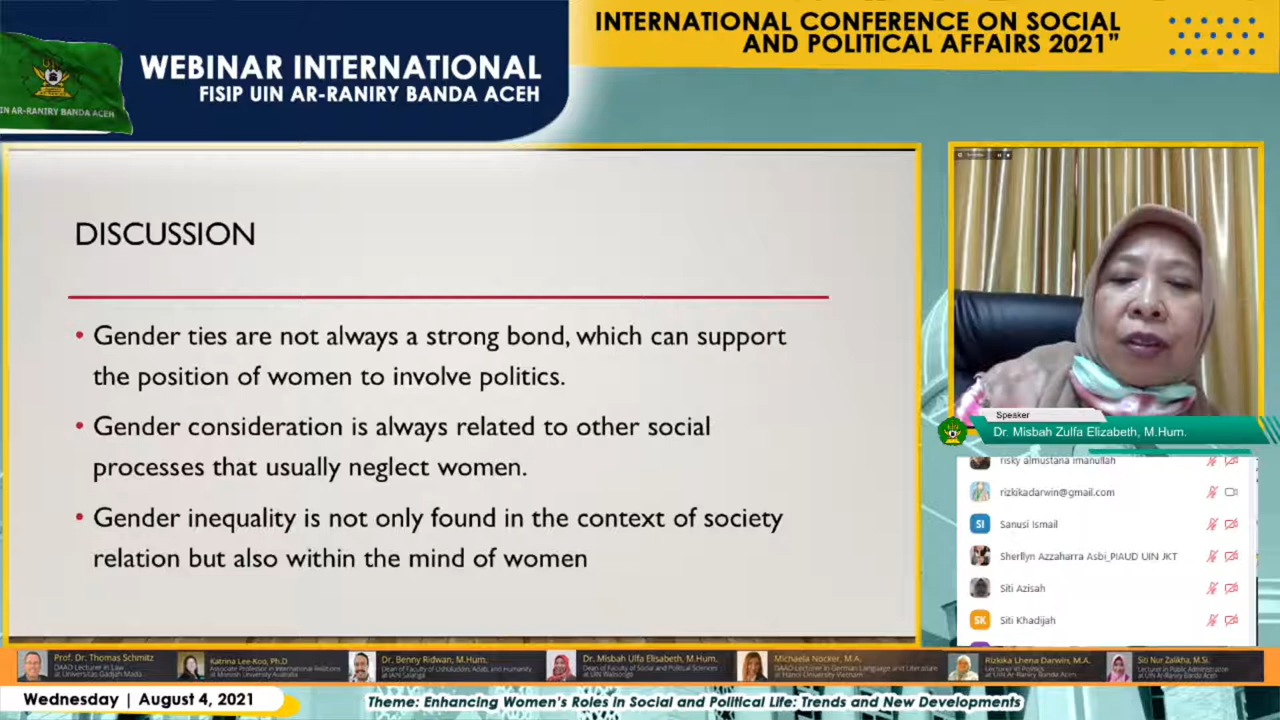 INTERNATIONAL CONFERENCE ON SOCIAL
AND POLITICAL AFFAIRS 2021”
WEBINAR INTERNATIONAL
FISIP UIN AR-RANIRY BANDA ACEH
IN AR-RANIRY BANDA ACEH
DISCUSSION
• Gender ties are not always a strong bond, which can support
the position of women to involve politics.
• Gender consideration is always related to other social
processes that usually neglect women.
• Gender inequality is not only found in the context of society
relation but also within the mind of women
Speaker
Dr. Misbah Zulfa Elizabeth, M.Hum.
risky almustana imanullah
rizkikadarwin@gmail.com
SI Sanusi Ismail
Sherllyn Azzaharra Asbi_PIAUD UIN JKT
Siti Azisah
SK Siti Khadijah
Prof. Dr. Thomas Schmitz
DAAD Lecturer in Law
at Universitas Gadjah Mada
Katrina Lee-Koo, Ph.D
Associate Professor in International Relations
at Monash University Australia
Dr. Benny Ridwan, M.Hum.
Dean of Faculty of Ushuluddin, Adab, and Humanity
at IAIN Salatiga
Dr. Misbah Ulfa Elisabeth, M.Hum.
Dean of Faculty of Social and Political Sciences
at UIN Walisongo
Michaela Nocker, M.A.
DAAD Lecturer in German Language and Literature
at Hanoi University Vietnam
Rizkika Lhena Darwin, M.A.
Lecturer in Politics
at UIN Ar-Raniry Banda Aceh
Siti Nur Zalikha, M.Si.
Lecturer in Public Administration
at UIN Ar-Raniry Banda Aceh
Wednesday | August 4, 2021
Theme: Enhancing Women’s Roles in Social and Political Life: Trends and New Developments